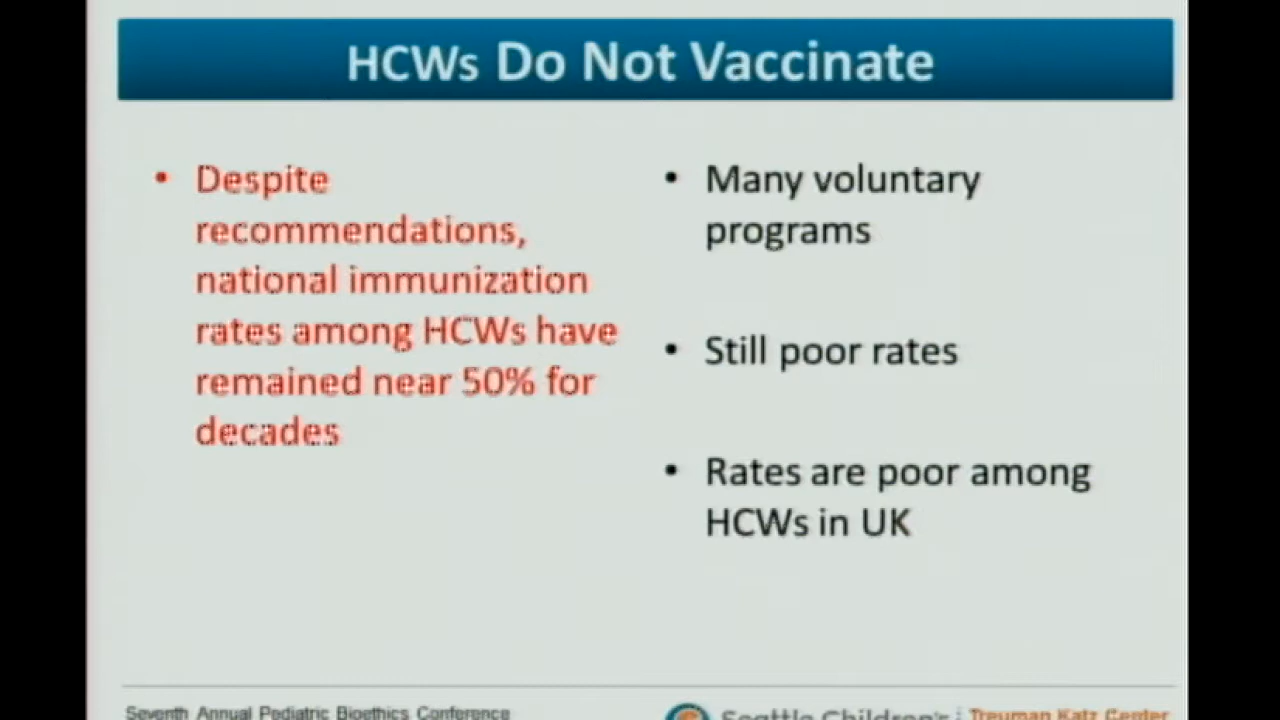 HCWs Do Not Vaccinate
• Despite
recommendations,
national immunization
rates among HCWs have
remained near 50% for
decades
• Many voluntary
programs
• Still poor rates
• Rates are poor among
HCWs in UK
Seventh Annual Pediatric Bioethics Conference
Seattle Children's
Treuman Katz Center